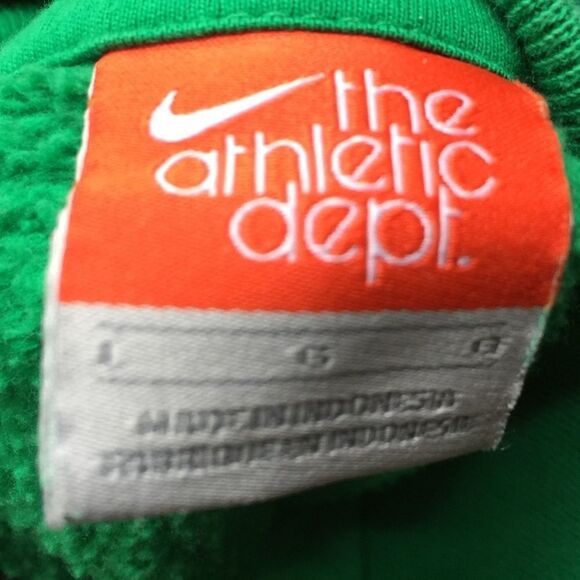 the
athletic
dept.
L G G
MADE IN INDONESIA
FABRIQUE EN INDONESIE